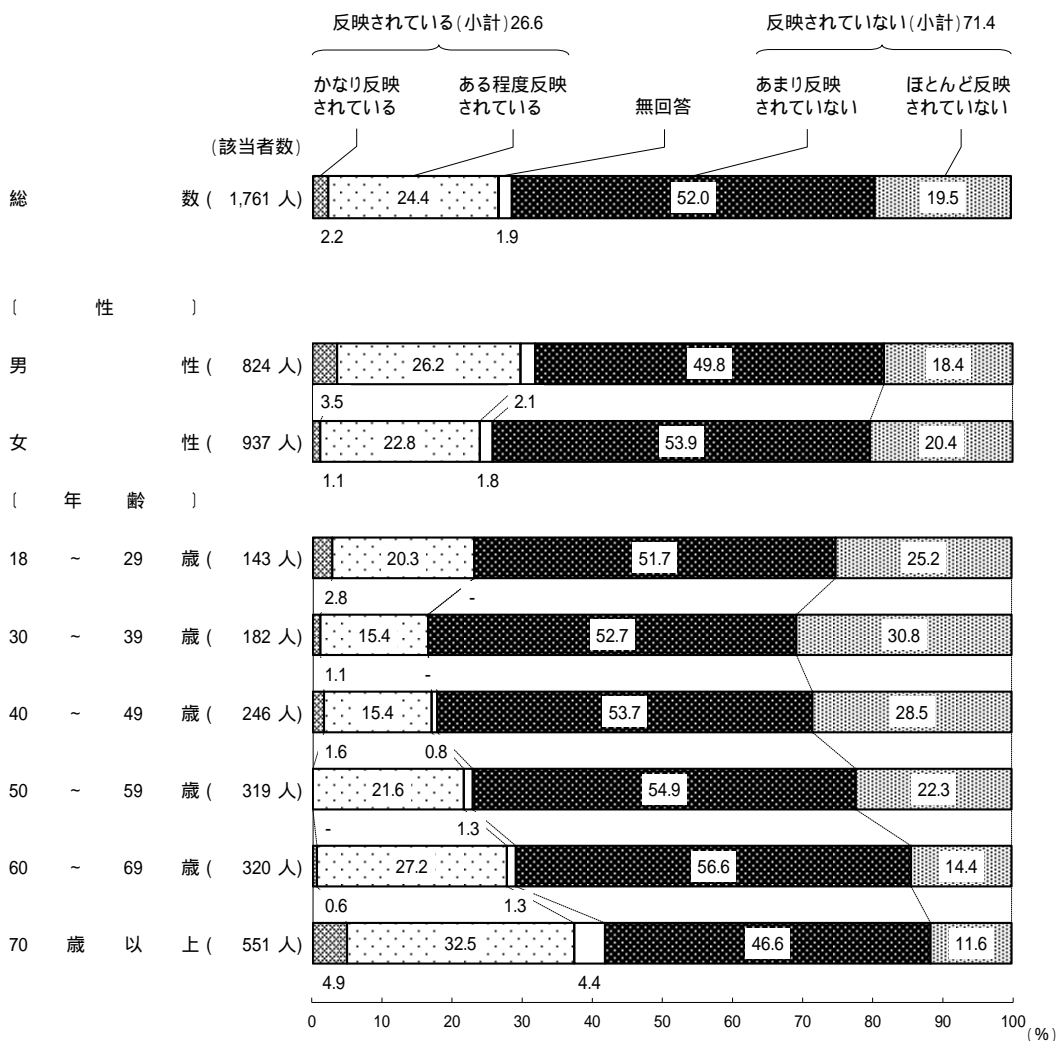 反映されている(小計)26.6 反映されていない(小計)71.4
かなり反映 ある程度反映 あまり反映 ほとんど反映
されている されている 無回答 されていない されていない
(該当者数)
総 数( 1,761 人) 24.4 52.0 19.5
2.2 1.9
〔 性 〕
男 性( 824 人) 26.2 49.8 18.4
3.5 2.1
女 性( 937 人) 22.8 53.9 20.4
1.1 1.8
〔 年 齢 〕
18 ~ 29 歳( 143 人) 20.3 51.7 25.2
2.8 -
30 ~ 39 歳( 182 人) 15.4 52.7 30.8
1.1 -
40 ~ 49 歳( 246 人) 15.4 53.7 28.5
1.6 0.8
50 ~ 59 歳( 319 人) 21.6 54.9 22.3
- 1.3
60 ~ 69 歳( 320 人) 27.2 56.6 14.4
0.6 1.3
70 歳 以 上( 551 人) 32.5 46.6 11.6
4.9 4.4
0 10 20 30 40 50 60 70 80 90 100
(%)